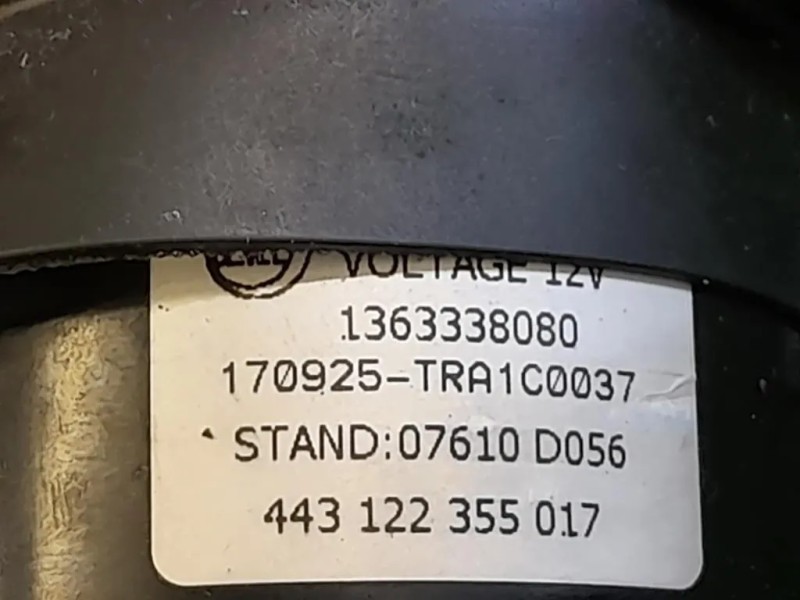 VOLTAGE 12V
1363338080
170925-TRA1C0037
STAND:07610 D056
443 122 355 017